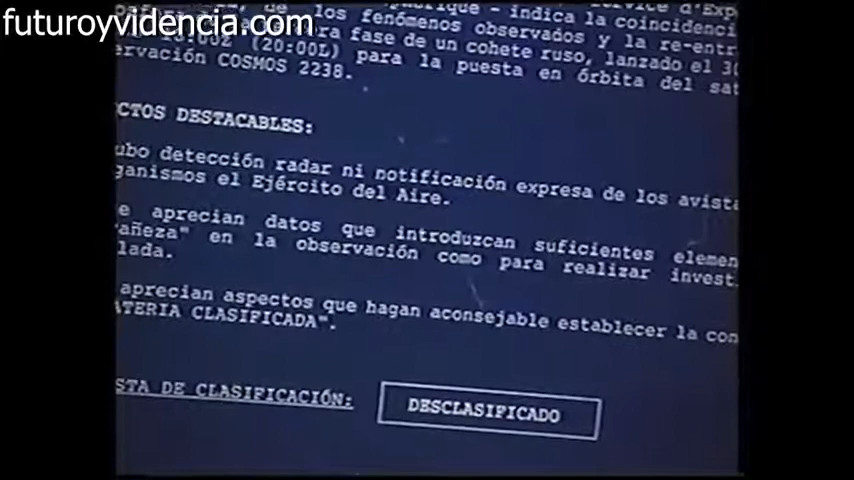 futuroyvidencia.com
los fenómenos observados y la re-entr
fase de un cohete ruso, lanzado el
(20:00L) para la puesta en órbita del sat
COSMOS 2238.
CTOS DESTACABLES:
ubo detección radar ni notificación expresa de los avista
ganismos el Ejército del Aire.
e aprecian datos que introduzcan suficientes elemen
añeza" en la observación como para realizar invest
lada.
aprecian aspectos que hagan aconsejable establecer la con
ATERIA CLASIFICADA".
STA DE CLASIFICACIÓN: DESCLASIFICADO